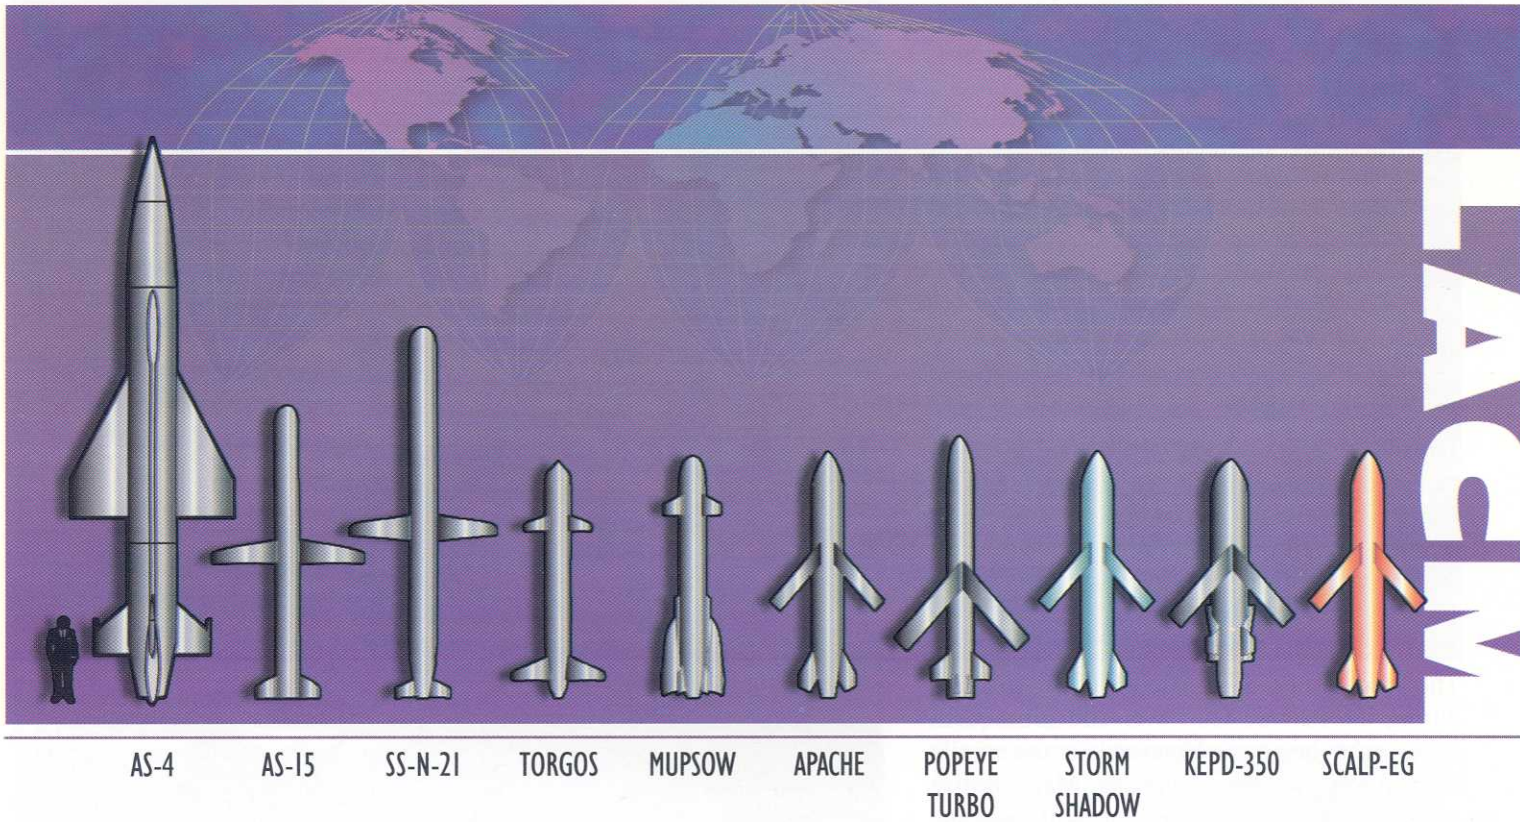 LACM
AS-4 AS-15 SS-N-21 TORGOS MUPSOW APACHE POPEYE STORM KEPD-350 SCALP-EG
TURBO SHADOW